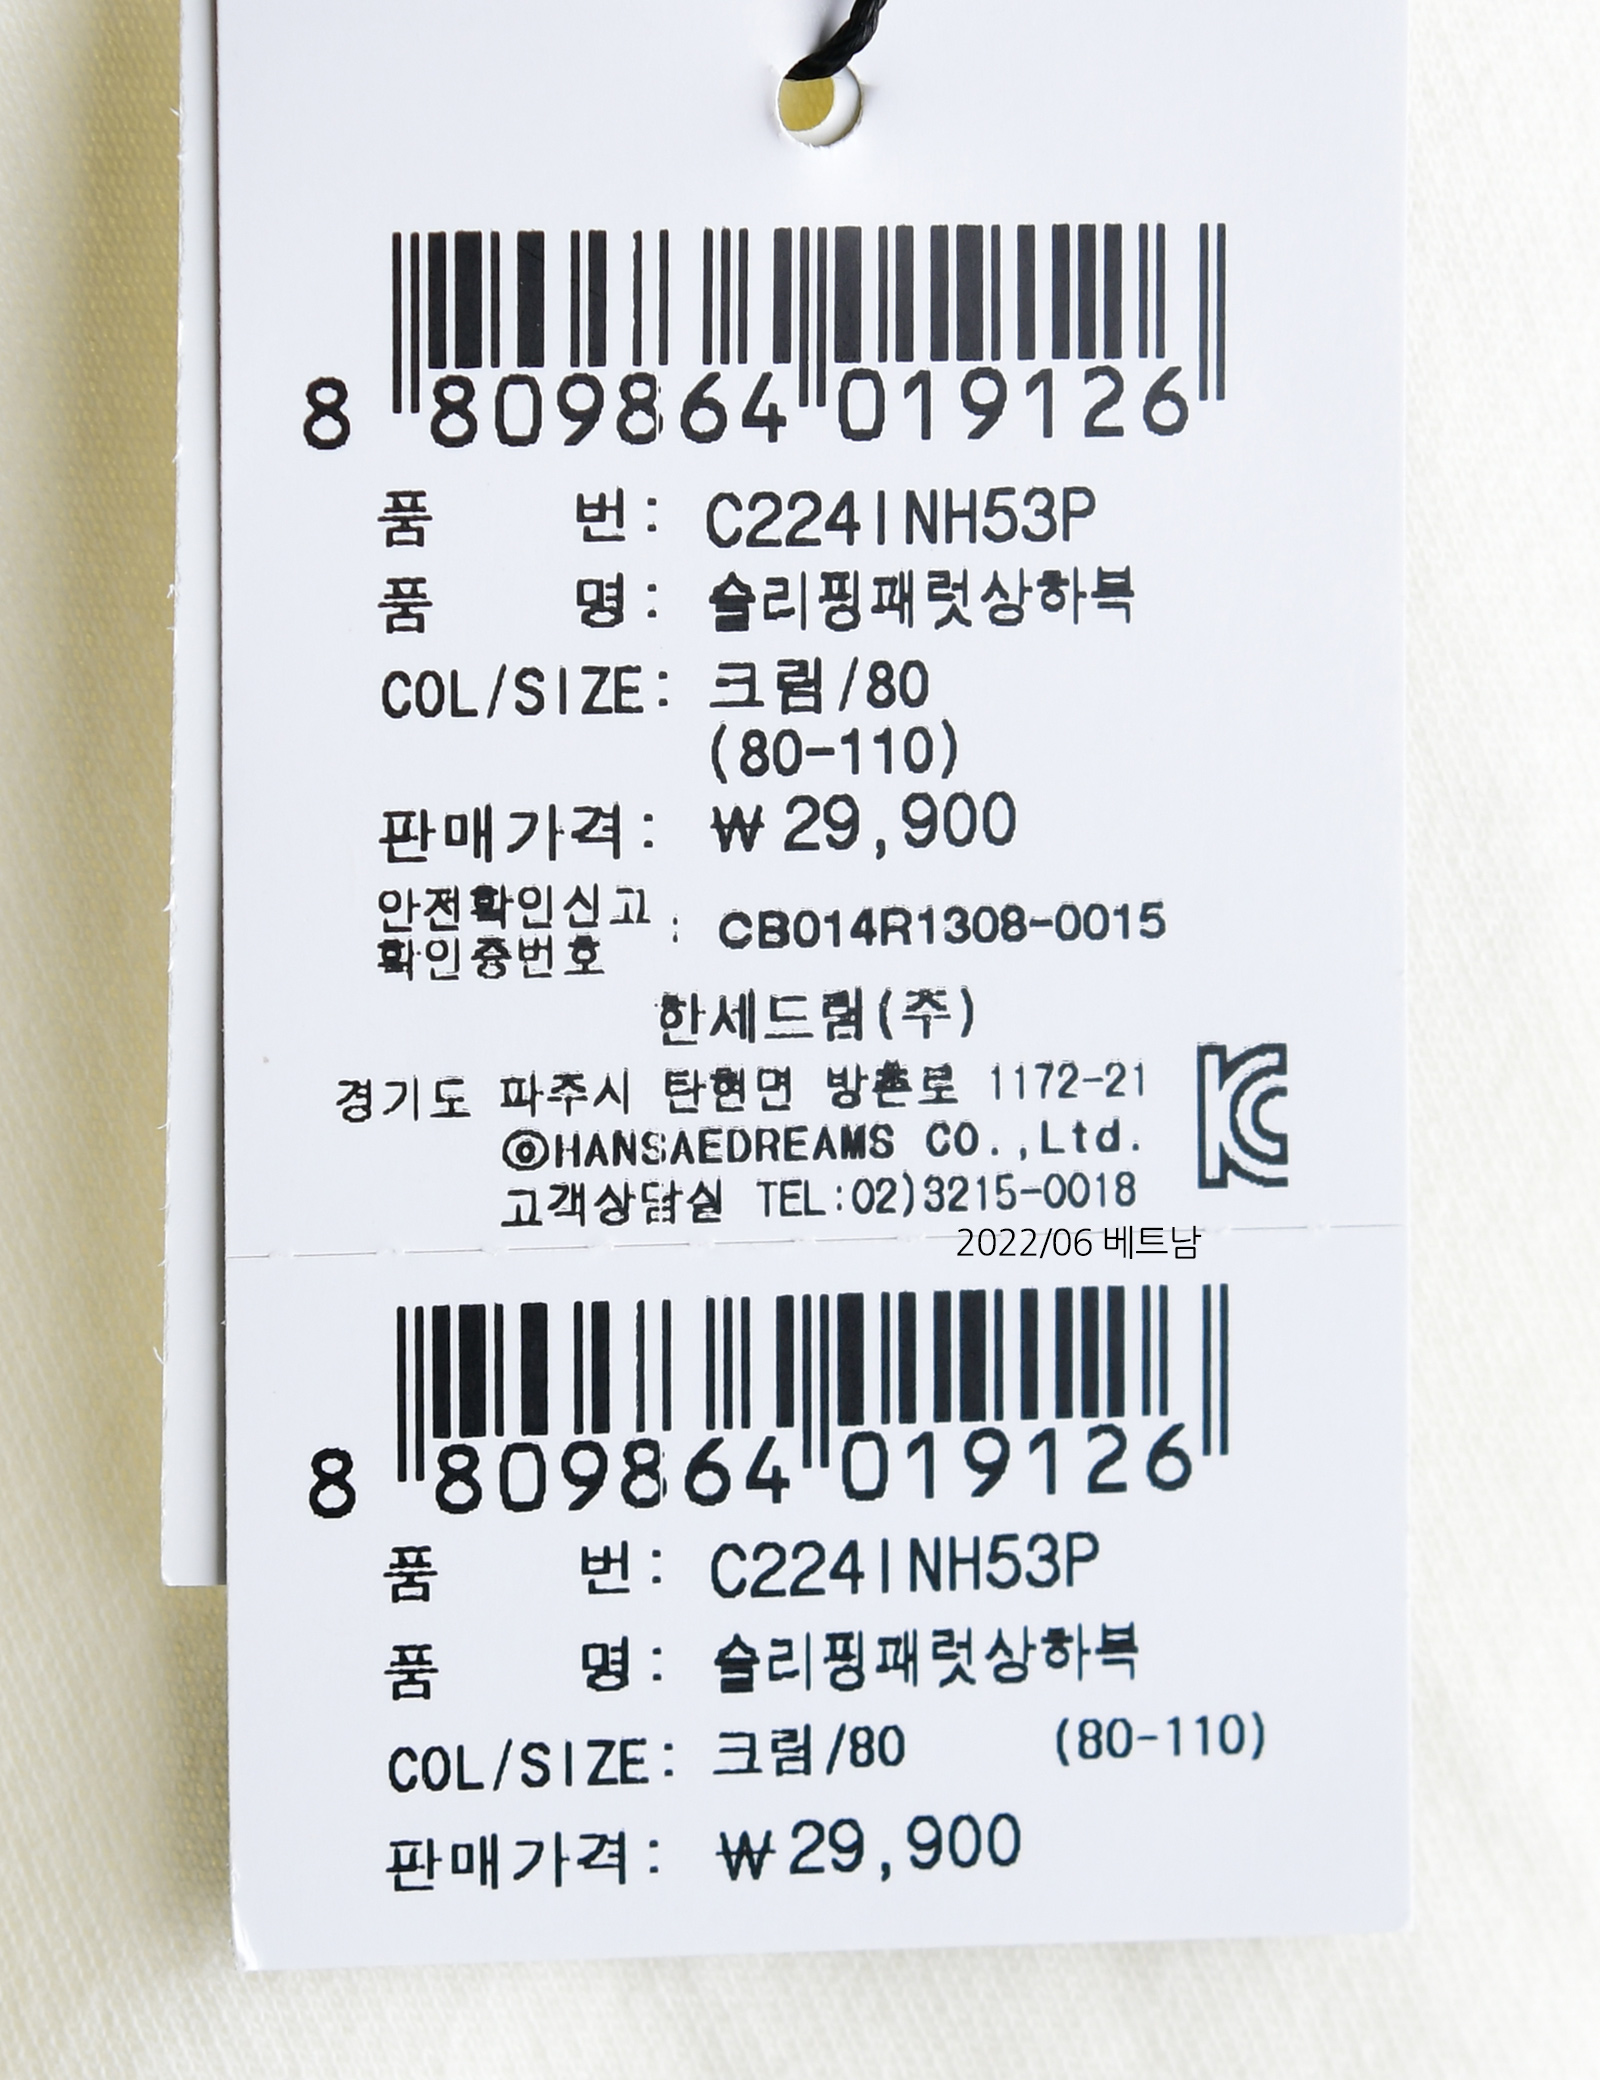 8 809864 019126
품 번: C224INH53P
품 명: 슬리핑패럿상하복
COL/SIZE: 크림/80
(80-110)
판매가격: ₩29,900
안전확인신고
확인증번호 : CB014R1308-0015
한세드림(주)
경기도 파주시 탄현면 방촌로 1172-21
©HANSAEDREAMS CO.,Ltd.
고객상담실 TEL:02)3215-0018
2022/06 베트남
8 809864 019126
품 번: C224INH53P
품 명: 슬리핑패럿상하복
COL/SIZE: 크림/80 (80-110)
판매가격: ₩29,900